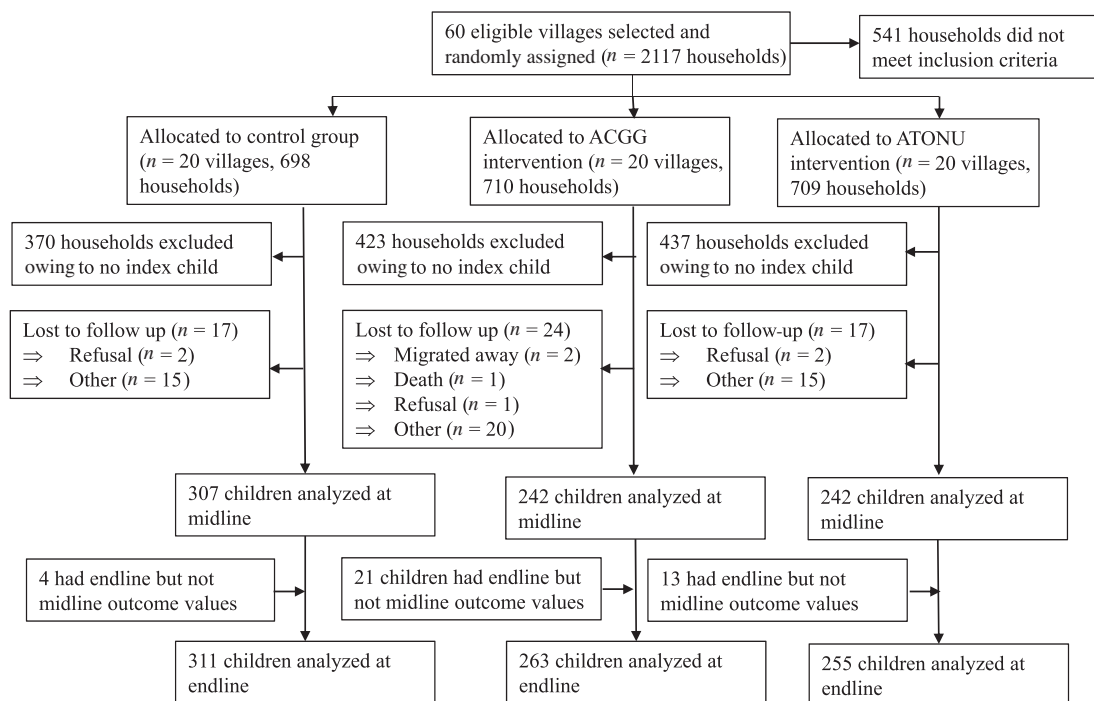 60 eligible villages selected and
randomly assigned (n = 2117 households)
541 households did not
meet inclusion criteria
Allocated to control group
(n = 20 villages, 698
households)
Allocated to ACGG
intervention (n = 20 villages,
710 households)
Allocated to ATONU
intervention (n = 20 villages,
709 households)
370 households excluded
owing to no index child
423 households excluded
owing to no index child
437 households excluded
owing to no index child
Lost to follow up (n = 17)
⇒ Refusal (n = 2)
⇒ Other (n = 15)
Lost to follow up (n = 24)
⇒ Migrated away (n = 2)
⇒ Death (n = 1)
⇒ Refusal (n = 1)
⇒ Other (n = 20)
Lost to follow-up (n = 17)
⇒ Refusal (n = 2)
⇒ Other (n = 15)
307 children analyzed at
midline
242 children analyzed at
midline
242 children analyzed at
midline
4 had endline but not
midline outcome values
21 children had endline but
not midline outcome values
13 had endline but not
midline outcome values
311 children analyzed at
endline
263 children analyzed at
endline
255 children analyzed at
endline